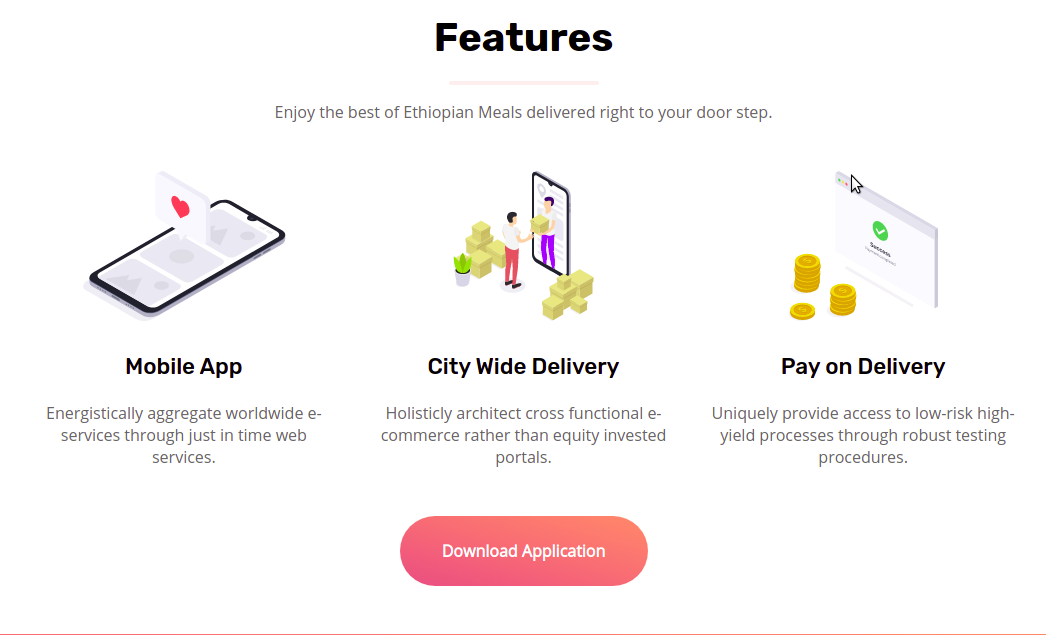 Features
Enjoy the best of Ethiopian Meals delivered right to your door step.
Success
Mobile App
City Wide Delivery
Pay on Delivery
Energistically aggregate worldwide e-
services through just in time web
services.
Holisticly architect cross functional e-
commerce rather than equity invested
portals.
Uniquely provide access to low-risk high-
yield processes through robust testing
procedures.
Download Application